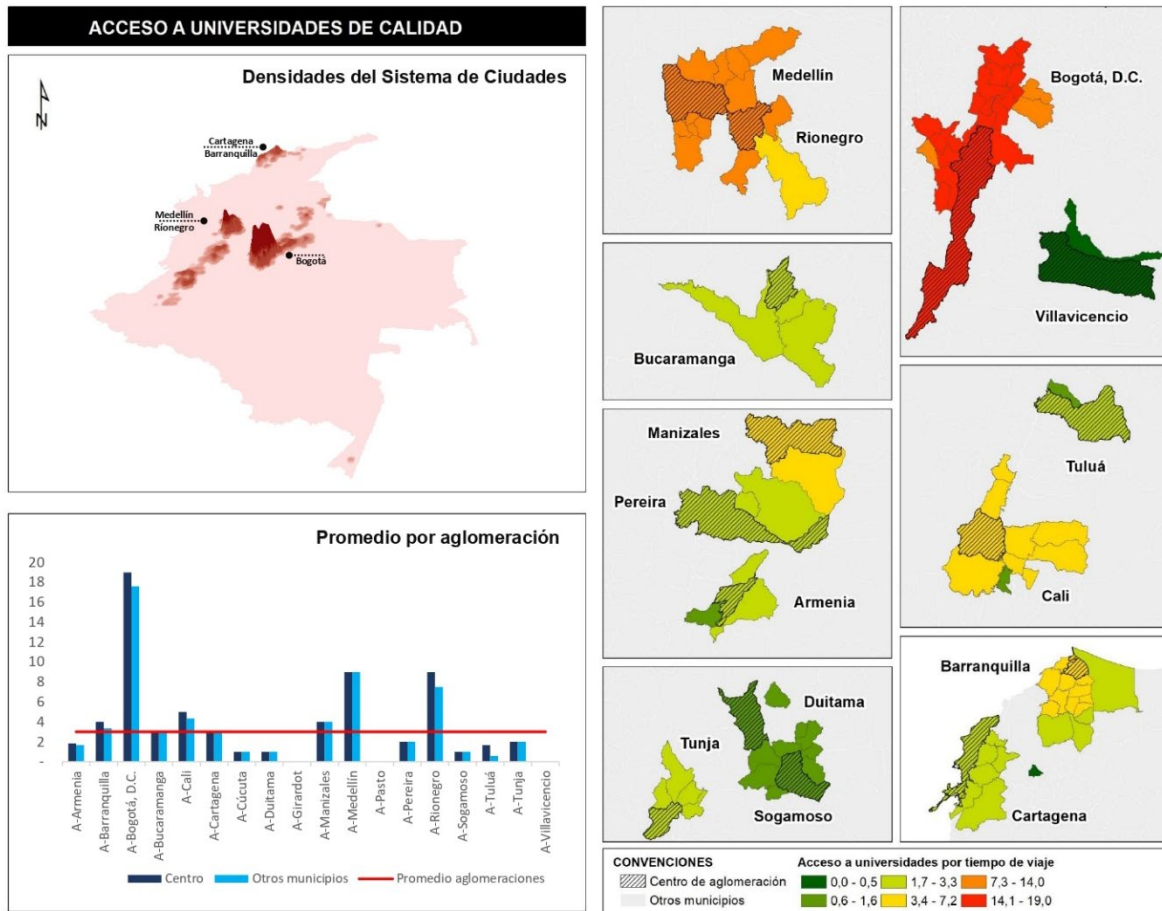 ACCESO A UNIVERSIDADES DE CALIDAD
Densidades del Sistema de Ciudades
N
Cartagena
Barranquilla
Medellín
Rionegro
Bogotá
Promedio por aglomeración
20
18
16
14
12
10
8
6
4
2
-
A-Armenia
A-Barranquilla
A-Bogotá, D.C.
A-Bucaramanga
A-Cali
A-Cartagena
A-Cúcuta
A-Duitama
A-Girardot
A-Manizales
A-Medellín
A-Pasto
A-Pereira
A-Rionegro
A-Sogamoso
A-Tuluá
A-Tunja
A-Villavicencio
Centro
Otros municipios
Promedio aglomeraciones
Medellín
Rionegro
Bogotá, D.C.
Villavicencio
Bucaramanga
Manizales
Pereira
Armenia
Tuluá
Cali
Duitama
Tunja
Sogamoso
Barranquilla
Cartagena
CONVENCIONES
Centro de aglomeración
Otros municipios
Acceso a universidades por tiempo de viaje
0,0 - 0,5
1,7 - 3,3
7,3 - 14,0
0,6 - 1,6
3,4 - 7,2
14,1 - 19,0